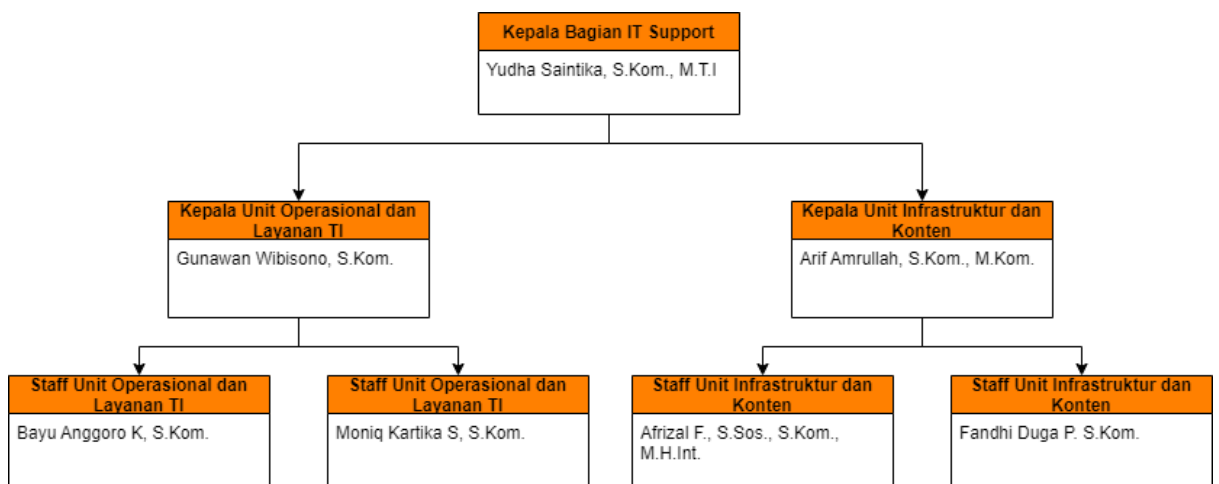 Kepala Bagian IT Support
Yudha Saintika, S.Kom., M.T.I
Kepala Unit Operasional dan
Layanan TI
Gunawan Wibisono, S.Kom.
Kepala Unit Infrastruktur dan
Konten
Arif Amrullah, S.Kom., M.Kom.
Staff Unit Operasional dan
Layanan TI
Bayu Anggoro K, S.Kom.
Staff Unit Operasional dan
Layanan TI
Moniq Kartika S, S.Kom.
Staff Unit Infrastruktur dan
Konten
Afrizal F., S.Sos., S.Kom.,
M.H.Int.
Staff Unit Infrastruktur dan
Konten
Fandhi Duga P. S.Kom.